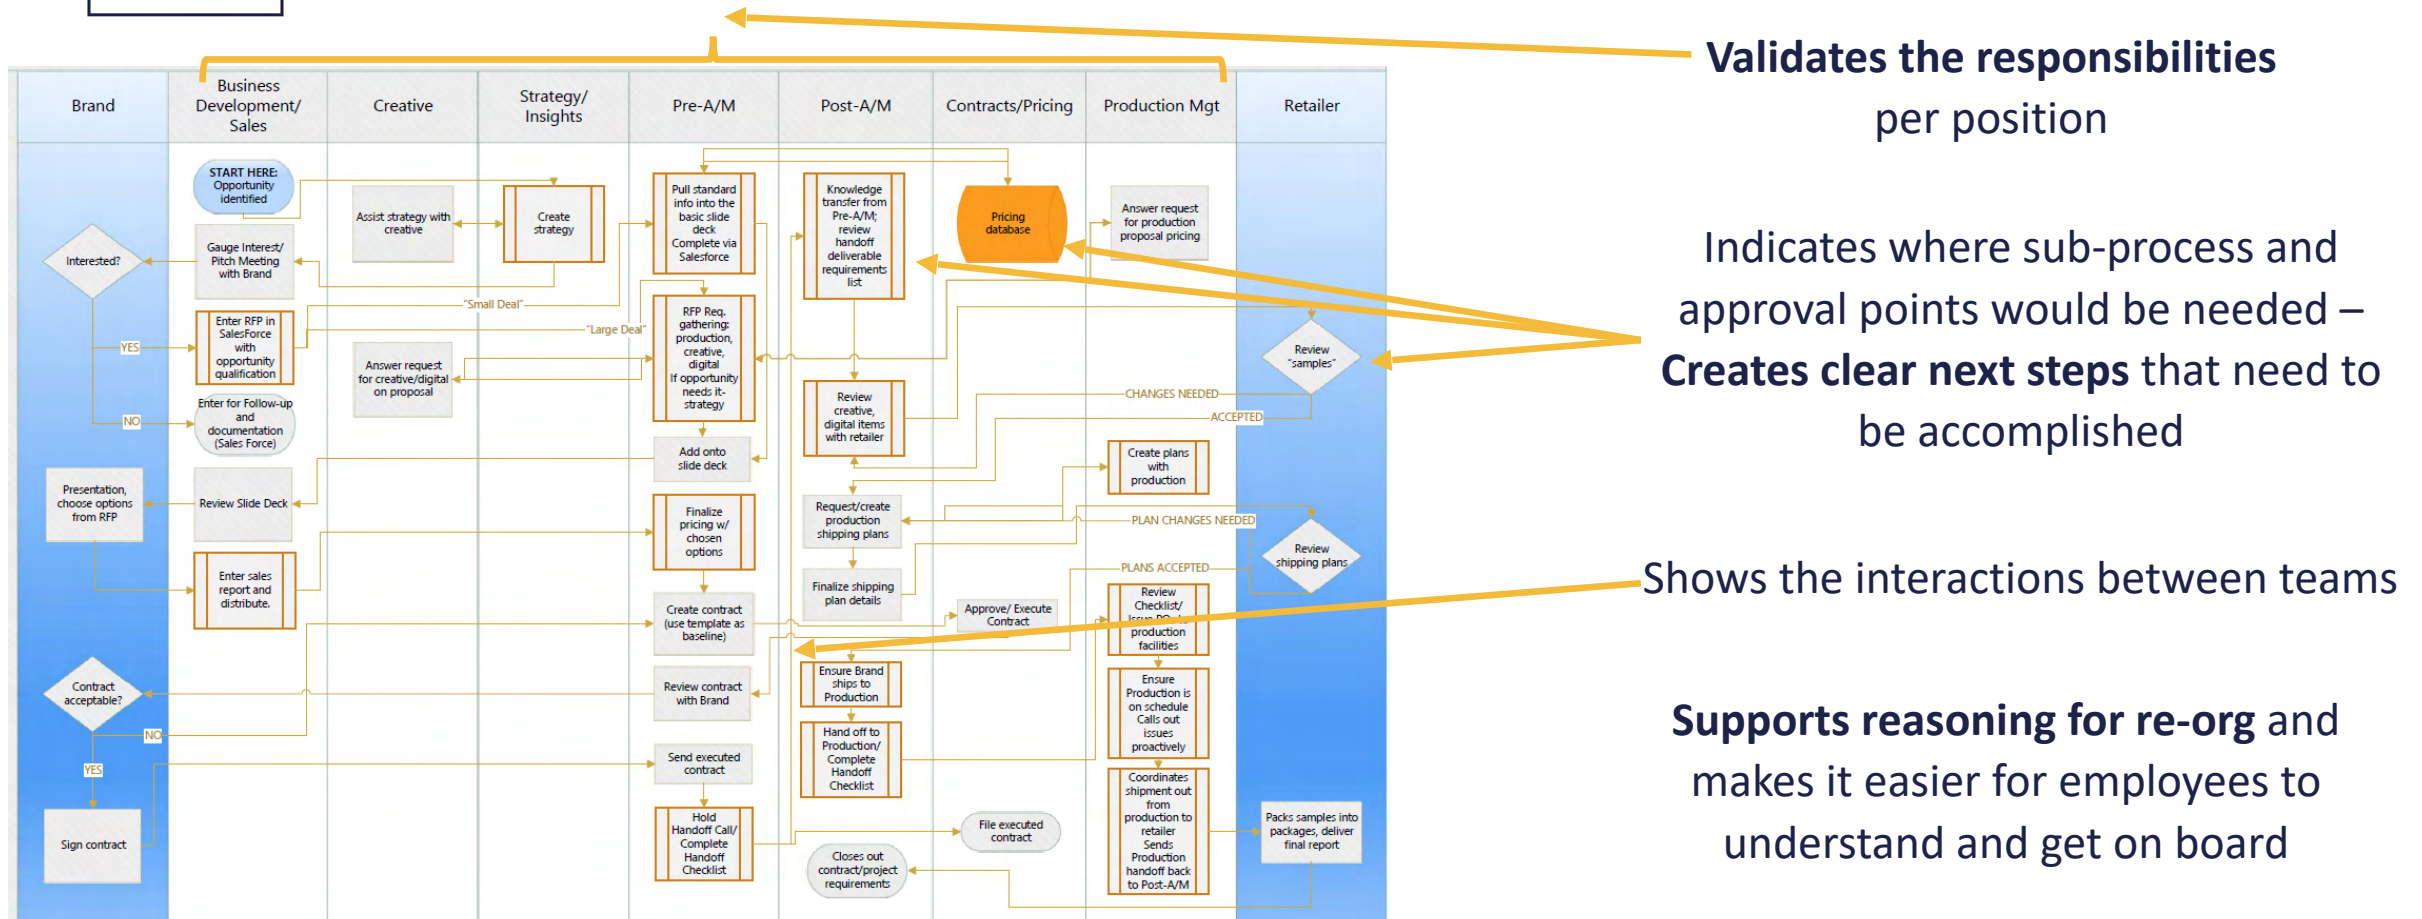 Brand
Business
Development/
Sales
Creative
Strategy/
Insights
Pre-A/M
Post-A/M
Contracts/Pricing
Production Mgt
Retailer
START HERE:
Opportunity
identified
Interested?
Gauge Interest/
Pitch Meeting
with Brand
Assist strategy with
creative
Create
strategy
Pull standard
info into the
basic slide
deck
Complete via
Salesforce
Knowledge
transfer from
Pre-A/M;
review
handoff
deliverable
requirements
list
Pricing
database
Answer request
for production
proposal pricing
"Small Deal"
"Large Deal"
YES
Enter RFP in
SalesForce
with
opportunity
qualification
Answer request
for creative/digital
on proposal
RFP Req.
gathering:
production,
creative,
digital
If opportunity
needs it-
strategy
Review
"samples"
NO
Enter for Follow-up
and
documentation
(Sales Force)
Review
creative,
digital items
with retailer
CHANGES NEEDED
ACCEPTED
Add onto
slide deck
Create plans
with
production
Presentation,
choose options
from RFP
Review Slide Deck
Finalize
pricing w/
chosen
options
Request/create
production
shipping plans
PLAN CHANGES NEEDED
Review
shipping plans
Enter sales
report and
distribute.
Finalize shipping
plan details
PLANS ACCEPTED
Create contract
(use template as
baseline)
Approve/ Execute
Contract
Review
Checklist/
production
facilities
Contract
acceptable?
Review contract
with Brand
Ensure Brand
ships to
Production
Ensure
Production is
on schedule
Calls out
issues
proactively
NO
YES
Send executed
contract
Hand off to
Production/
Complete
Handoff
Checklist
Sign contract
Hold
Handoff Call/
Complete
Handoff
Checklist
File executed
contract
Closes out
contract/project
requirements
Coordinates
shipment out
from
production to
retailer
Sends
Production
handoff back
to Post-A/M
Packs samples into
packages, deliver
final report
Validates the responsibilities
per position
Indicates where sub-process and
approval points would be needed –
Creates clear next steps that need to
be accomplished
Shows the interactions between teams
Supports reasoning for re-org and
makes it easier for employees to
understand and get on board